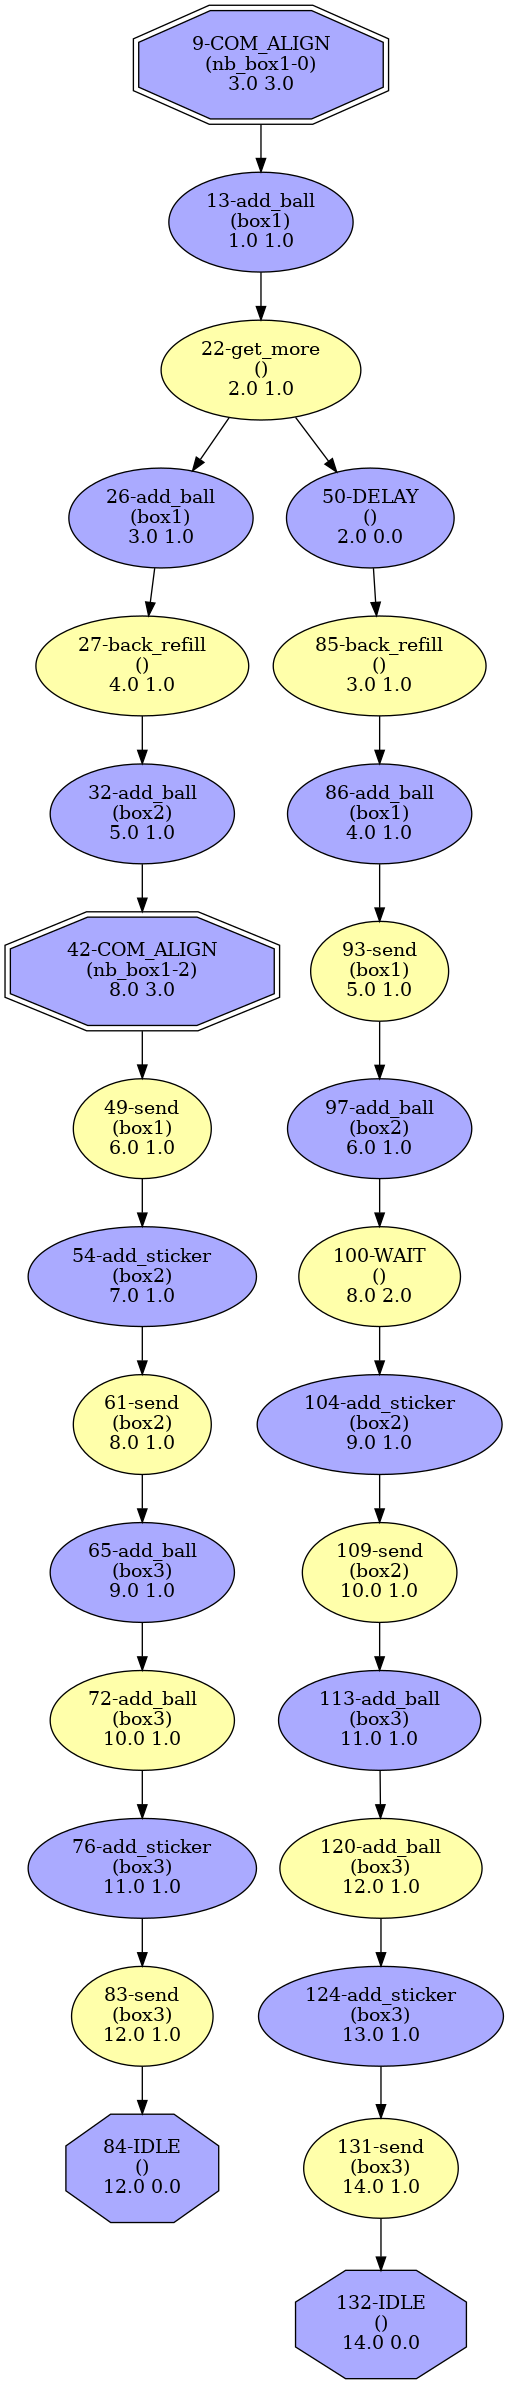 9-COM_ALIGN
(nb_box1-0)
3.0 3.0
13-add_ball
(box1)
1.0 1.0
22-get_more
()
2.0 1.0
26-add_ball
(box1)
3.0 1.0
50-DELAY
()
2.0 0.0
27-back_refill
()
4.0 1.0
85-back_refill
()
3.0 1.0
32-add_ball
(box2)
5.0 1.0
86-add_ball
(box1)
4.0 1.0
42-COM_ALIGN
(nb_box1-2)
8.0 3.0
93-send
(box1)
5.0 1.0
49-send
(box1)
6.0 1.0
97-add_ball
(box2)
6.0 1.0
54-add_sticker
(box2)
7.0 1.0
100-WAIT
()
8.0 2.0
61-send
(box2)
8.0 1.0
104-add_sticker
(box2)
9.0 1.0
65-add_ball
(box3)
9.0 1.0
109-send
(box2)
10.0 1.0
72-add_ball
(box3)
10.0 1.0
113-add_ball
(box3)
11.0 1.0
76-add_sticker
(box3)
11.0 1.0
120-add_ball
(box3)
12.0 1.0
83-send
(box3)
12.0 1.0
124-add_sticker
(box3)
13.0 1.0
84-IDLE
()
12.0 0.0
131-send
(box3)
14.0 1.0
132-IDLE
()
14.0 0.0